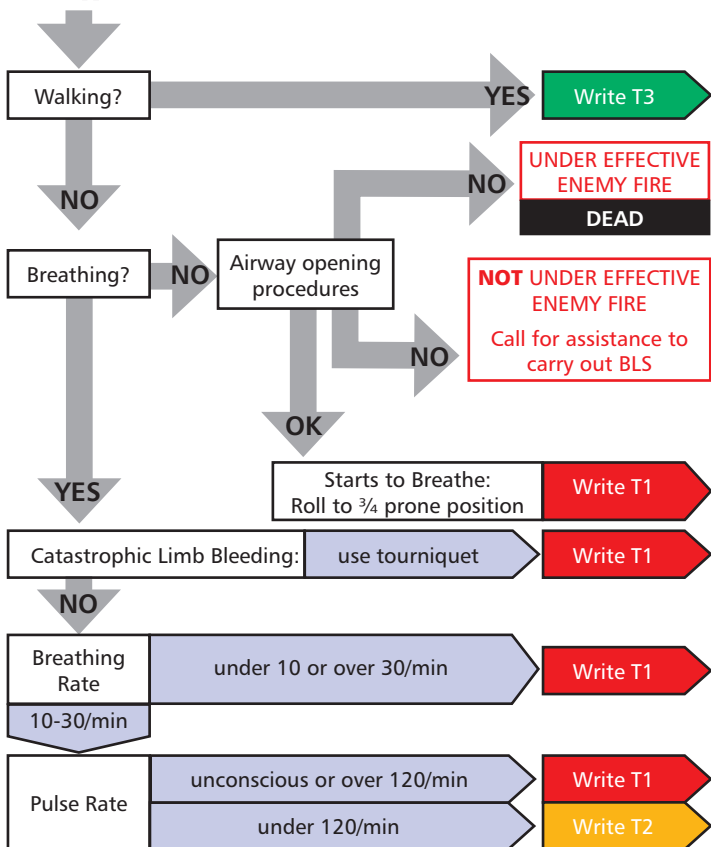 Walking?
YES
Write T3
NO
UNDER EFFECTIVE
ENEMY FIRE
DEAD
NO
Breathing?
NO
Airway opening
procedures
NOT UNDER EFFECTIVE
ENEMY FIRE
Call for assistance to
carry out BLS
NO
OK
YES
Starts to Breathe:
Roll to ¾ prone position
Write T1
Catastrophic Limb Bleeding:
use tourniquet
Write T1
NO
Breathing
Rate
under 10 or over 30/min
Write T1
10-30/min
Pulse Rate
unconscious or over 120/min
Write T1
under 120/min
Write T2